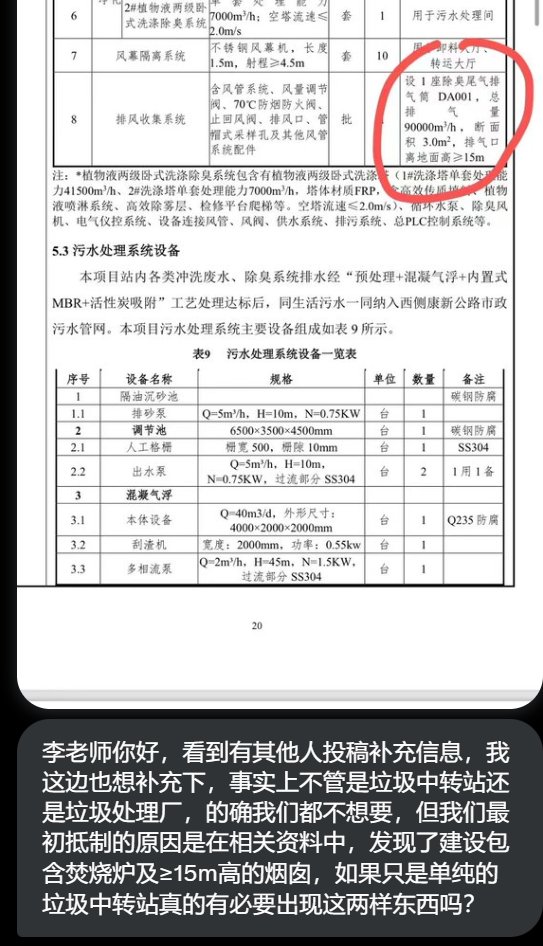 6
2#植物液两级卧式洗涤除臭系统
7000m³/h；空塔流速≤2.0m/s
套
1
用于污水处理间
7
风幕隔离系统
不锈钢风幕机，长度1.5m，射程≥4.5m
套
10
转运大厅
8
排风收集系统
含风管系统、风量调节阀、70℃防烟防火阀、止回风阀、排风口、管帽式采样孔及其他风管系统配件
批
设1座除臭尾气排气筒 DA001，总排气量90000m³/h，断面积 3.0m²，排气口离地面高≥15m
注：*植物液两级卧式洗涤除臭系统包含有植物液两级卧式洗涤塔（1#洗涤塔单套处理能
力41500m³/h、2#洗涤塔单套处理能力7000m³/h，塔体材质FRP，含高效传质填料、植物
液喷淋系统、高效除雾层、检修平台爬梯等。空塔流速≤2.0m/s）、循环水泵、除臭风
机、电气仪控系统、设备连接风管、风阀、供水系统、排污系统、总PLC控制系统等。
5.3 污水处理系统设备
本项目站内各类冲洗废水、除臭系统排水经“预处理+混凝气浮+内置式
MBR+活性炭吸附”工艺处理达标后，同生活污水一同纳入西侧康新公路市政
污水管网。本项目污水处理系统主要设备组成如表 9 所示。
表9 污水处理系统设备一览表
序号 设备名称 规格 单位 数量 备注
1 隔油沉砂池 碳钢防腐
1.1 排砂泵 Q=5m³/h，H=10m，N=0.75KW 台 1
2 调节池 6500×3500×4500mm 台 1 碳钢防腐
2.1 人工格栅 栅宽 500，栅隙 10mm 台 1 SS304
2.2 出水泵 Q=5m³/h，H=10m，
N=0.75KW，过流部分 SS304 台 2 1用1备
3 混凝气浮
3.1 本体设备 Q=40m3/d，外形尺寸：
4000×2000×2000mm 台 1 Q235 防腐
3.2 刮渣机 宽度：2000mm，功率：0.55kw 台 1
3.3 多相流泵 Q=2m³/h，H=45m，N=1.5KW，
过流部分 SS304 台 1
20
李老师你好，看到有其他人投稿补充信息，我
这边也想补充下，事实上不管是垃圾中转站还
是垃圾处理厂，的确我们都不想要，但我们最
初抵制的原因是在相关资料中，发现了建设包
含焚烧炉及≥15m高的烟囱，如果只是单纯的
垃圾中转站真的有必要出现这两样东西吗？